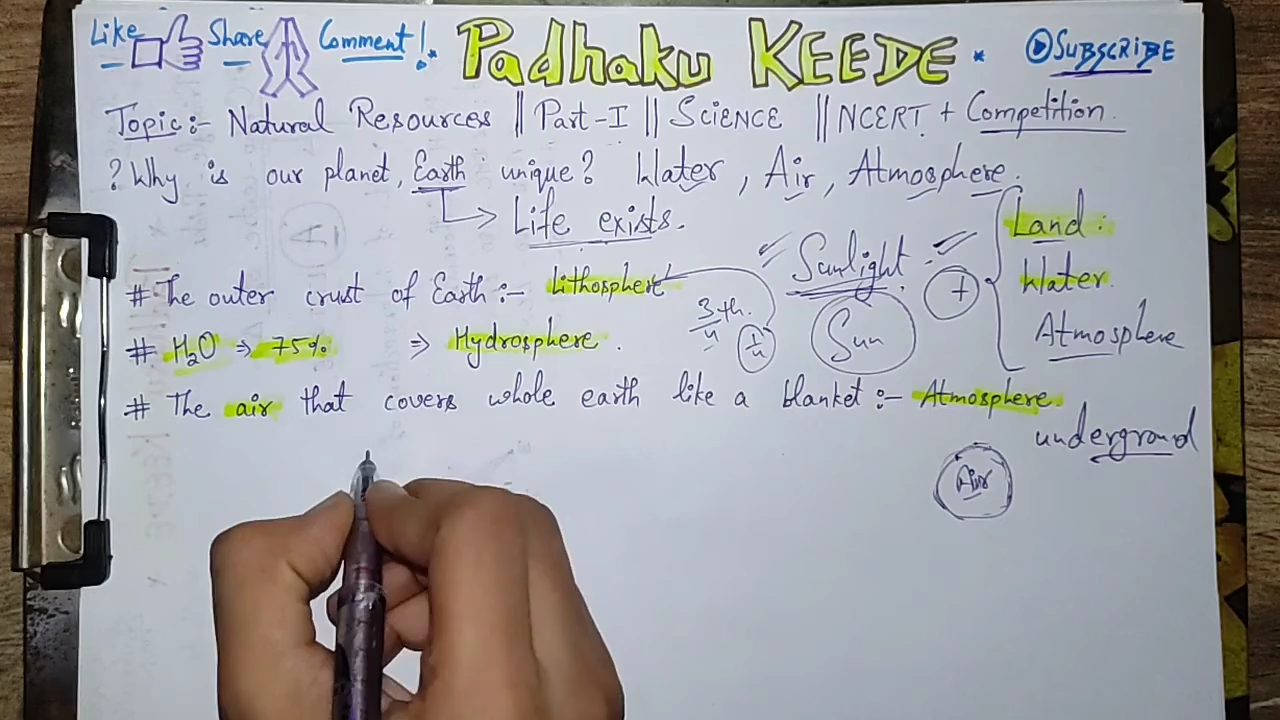 Like Share Comment! Padhaku KEEDE SUBSCRIBE
Topic:- Natural Resources || Part-I || SCIENCE || NCERT + Competition.
? Why is our planet, Earth unique? Water, Air, Atmosphere.
Life exists.
Sunlight.
Land:
Water.
Atmosphere
+
# The outer crust of Earth:- Lithosphere
3/4 th.
1/4
Sun
# H2O ⇒ 75% ⇒ Hydrosphere.
# The air that covers whole earth like a blanket:- Atmosphere.
underground
Air